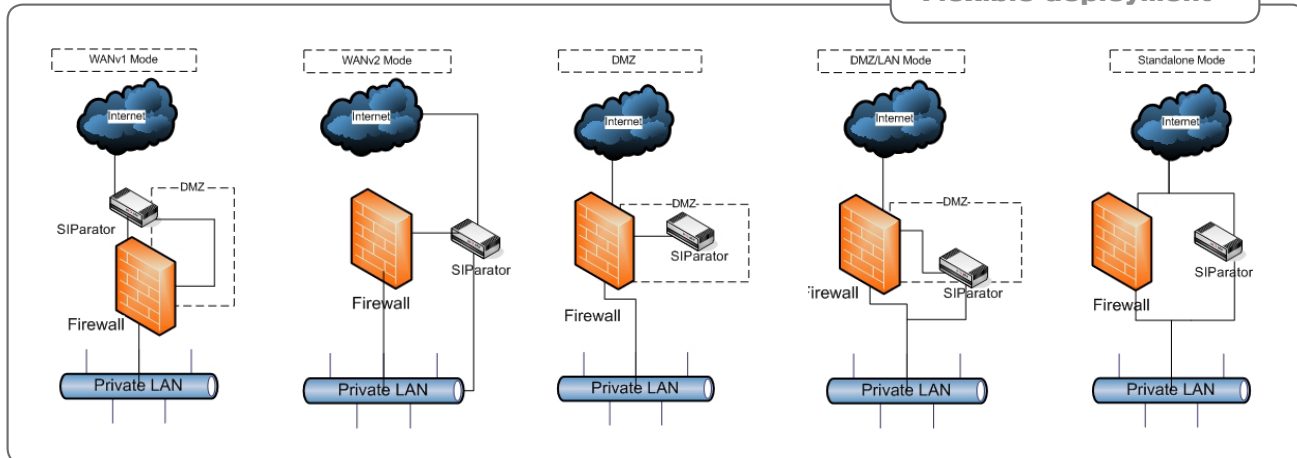 Flexible deployment
WANv1 Mode
WANv2 Mode
DMZ
DMZ/LAN Mode
Standalone Mode
Internet
Internet
Internet
Internet
Internet
DMZ
SIParator
Firewall
Private LAN
SIParator
Firewall
Private LAN
DMZ
SIParator
Firewall
Private LAN
DMZ
SIParator
Firewall
Private LAN
SIParator
Firewall
Private LAN